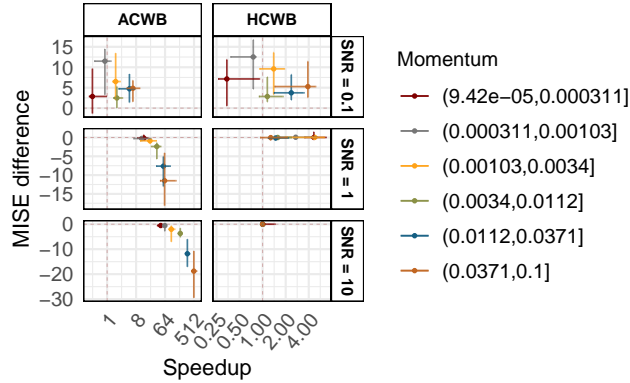 ACWB
HCWB
SNR = 0.1
SNR = 1
SNR = 10
MISE difference
15
10
5
0
0
−5
−10
−15
0
−10
−20
−30
1
8
64
512
0.25
0.50
1.00
2.00
4.00
Speedup
Momentum
(9.42e−05,0.000311]
(0.000311,0.00103]
(0.00103,0.0034]
(0.0034,0.0112]
(0.0112,0.0371]
(0.0371,0.1]